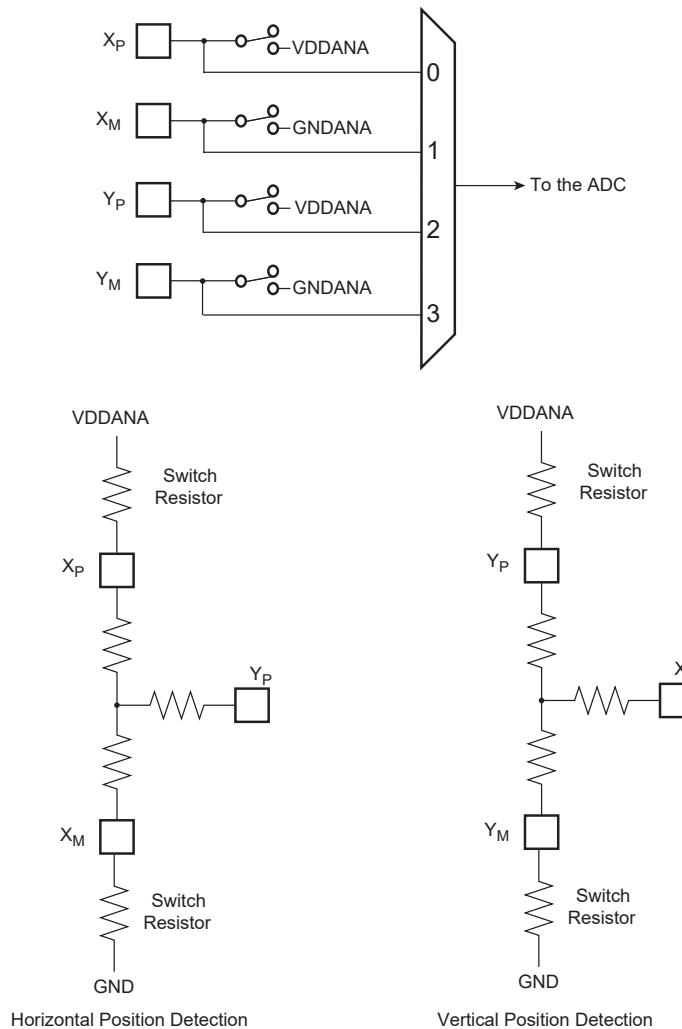 XP
VDDANA
0
XM
GNDANA
1
To the ADC
YP
VDDANA
2
YM
GNDANA
3
VDDANA
Switch
Resistor
XP
YP
XM
Switch
Resistor
GND
Horizontal Position Detection
VDDANA
Switch
Resistor
YP
X
YM
Switch
Resistor
GND
Vertical Position Detection